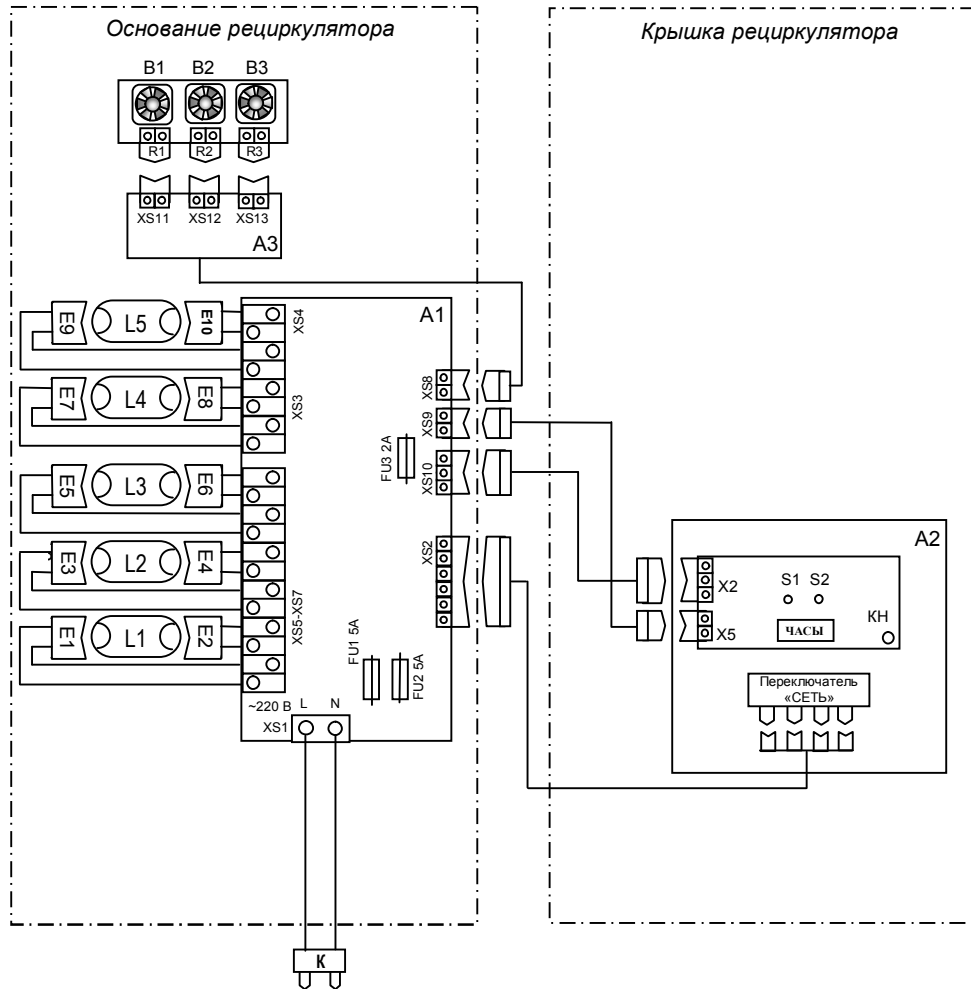 Основание рециркулятора
Крышка рециркулятора
B1 B2 B3
R1 R2 R3
XS11 XS12 XS13
A3
E9 L5 E10 XS4
A1
E7 L4 E8 XS3
XS8
XS9
FU3 2A
XS10
E5 L3 E6
XS2
E3 L2 E4
XS5-XS7
E1 L1 E2
FU1 5A
FU2 5A
~220 В L N
XS1
К
A2
X2
S1 S2
КН
X5
ЧАСЫ
Переключатель
«СЕТЬ»